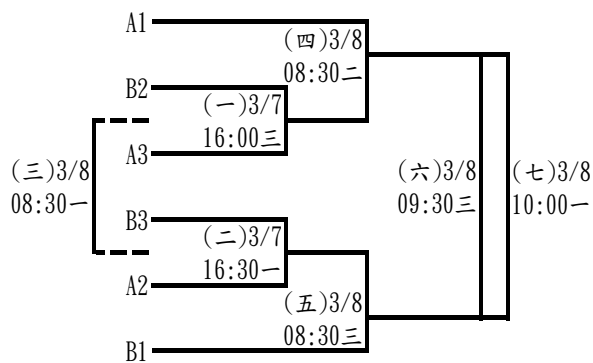 A1
(四)3/8
08:30二
B2
(一)3/7
16:00三
A3
(三)3/8
08:30一
(六)3/8
09:30三
(七)3/8
10:00一
B3
(二)3/7
16:30一
A2
(五)3/8
08:30三
B1